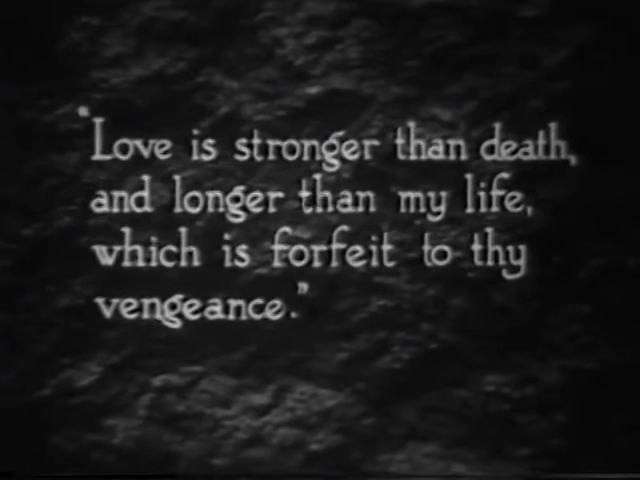 "Love is stronger than death,
and longer than my life,
which is forfeit to thy
vengeance."